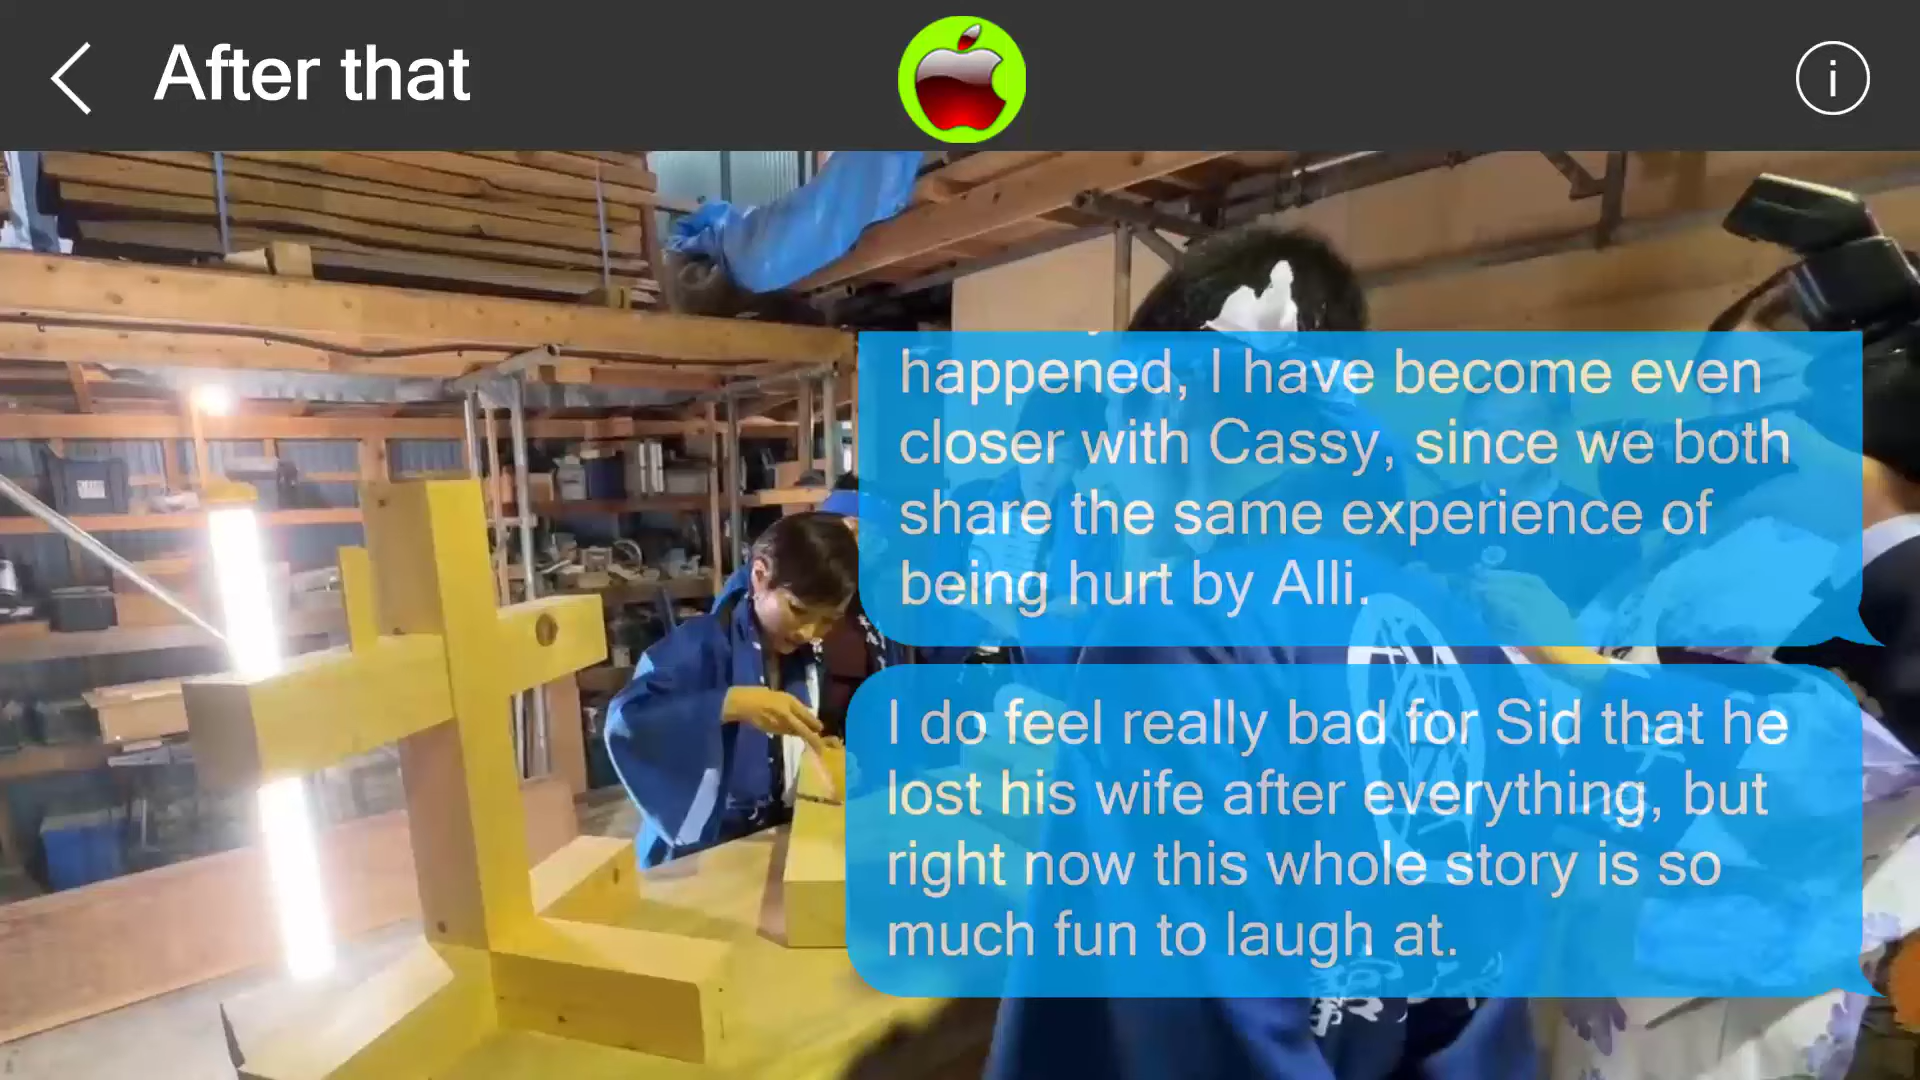 After that
happened, I have become even
closer with Cassy, since we both
share the same experience of
being hurt by Alli.
I do feel really bad for Sid that he
lost his wife after everything, but
right now this whole story is so
much fun to laugh at.